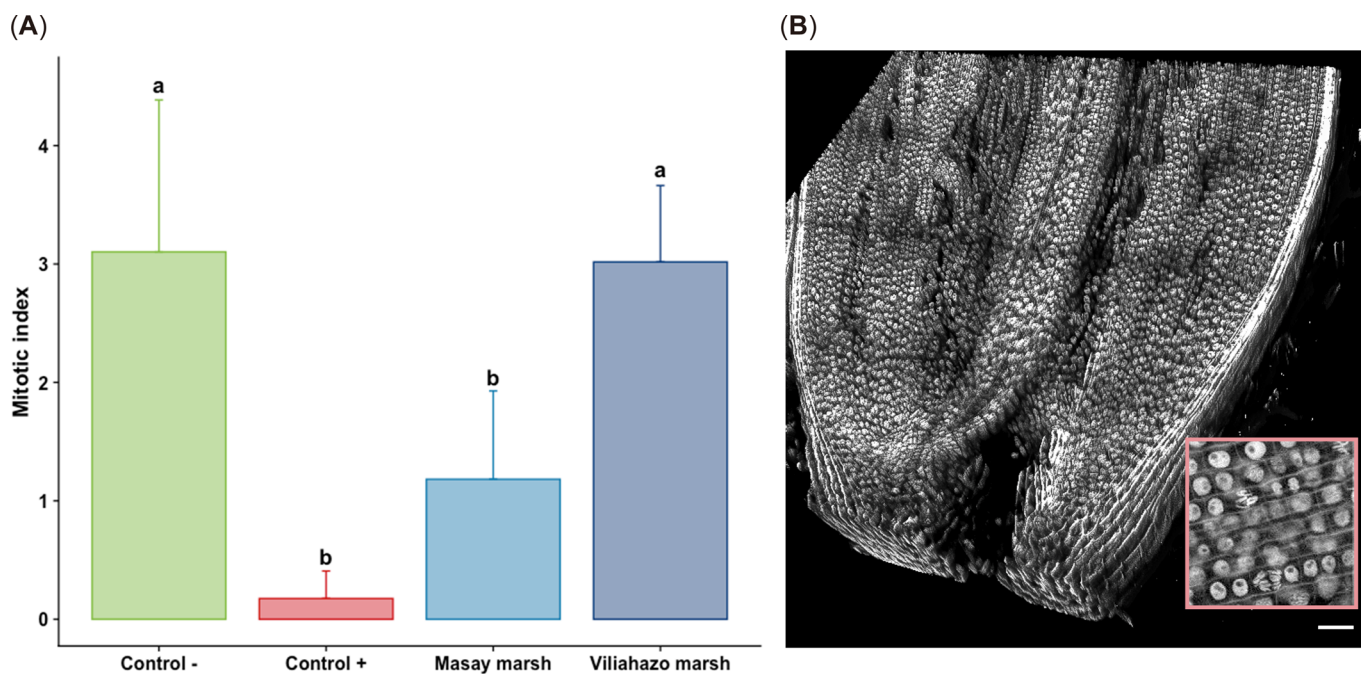 (A)
(B)
a
a
b
b
4
3
2
1
0
Mitotic index
Control -
Control +
Masay marsh
Viliahazo marsh